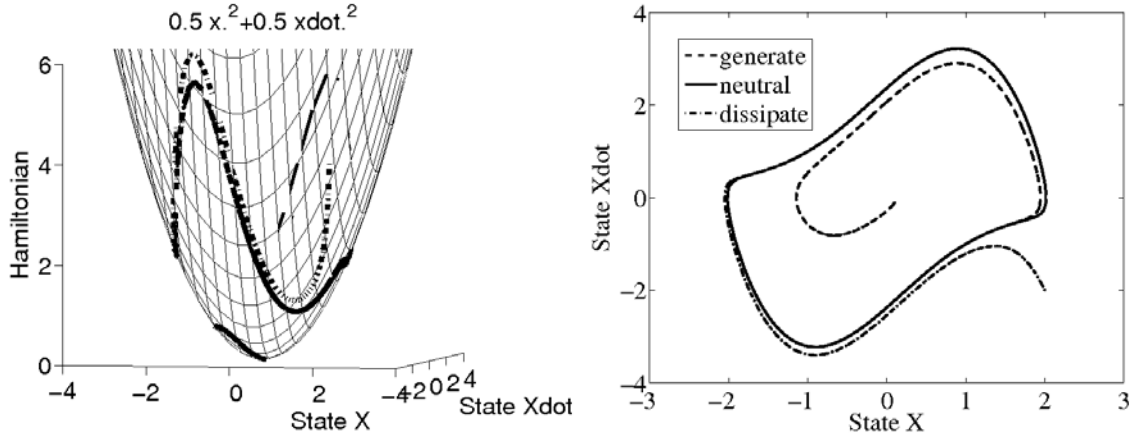 0.5 x.²+0.5 xdot.²
6
4
2
0
Hamiltonian
−4 −2 0 2 −4 −2 0 2 4
State X
State Xdot
4
2
0
−2
−4
State Xdot
generate
neutral
dissipate
−3 −2 −1 0 1 2 3
State X